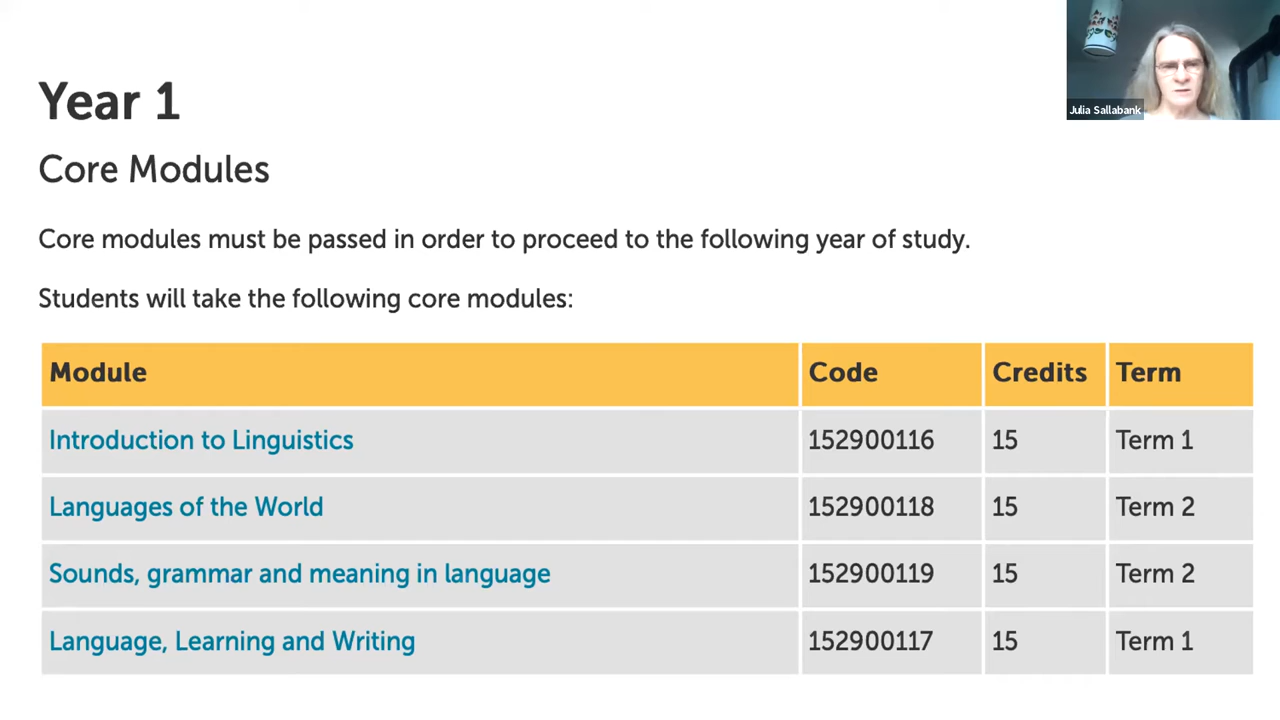 Year 1
Julia Sallabank
Core Modules
Core modules must be passed in order to proceed to the following year of study.
Students will take the following core modules:
Module Code Credits Term
Introduction to Linguistics 152900116 15 Term 1
Languages of the World 152900118 15 Term 2
Sounds, grammar and meaning in language 152900119 15 Term 2
Language, Learning and Writing 152900117 15 Term 1